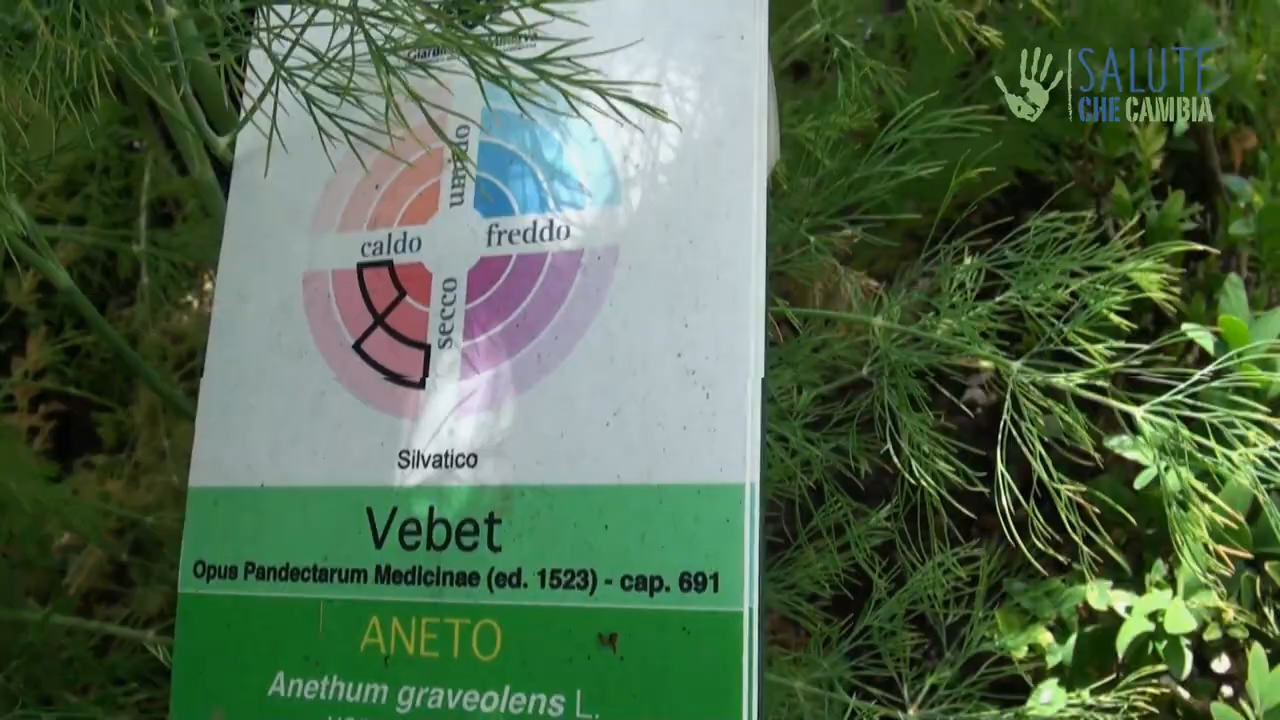 SALUTE
CHE CAMBIA
umido
caldo
freddo
secco
Silvatico
Vebet
Opus Pandectarum Medicinae (ed. 1523) - cap. 691
ANETO
Anethum graveolens L.